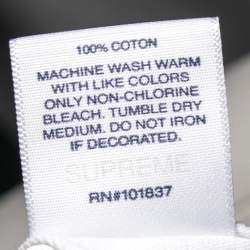 100% COTON
MACHINE WASH WARM
WITH LIKE COLORS
ONLY NON-CHLORINE
BLEACH. TUMBLE DRY
MEDIUM. DO NOT IRON
IF DECORATED.
SUPREME
RN#101837